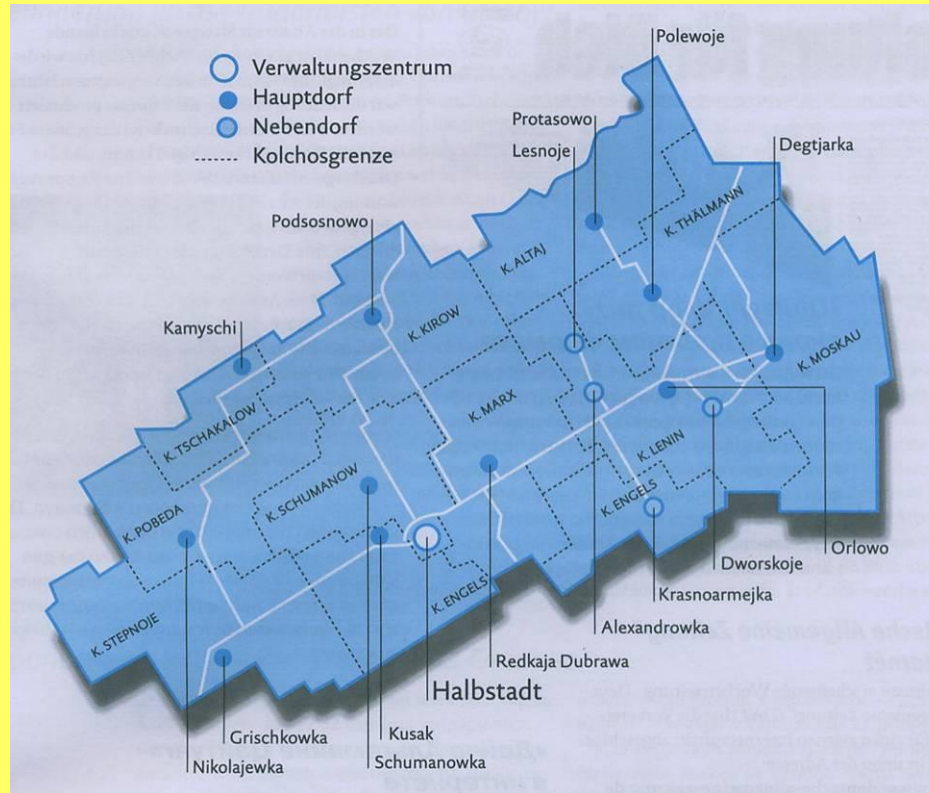 Verwaltungszentrum
Hauptdorf
Nebendorf
Kolchosgrenze
Polewoje
Protasowo
Lesnoje
Degtjarka
Podsosnowo
Kamyschi
K. ALTAJ
K. THÄLMANN
K. KIROW
K. MOSKAU
K. MARX
K. TSCHAKALOW
K. LENIN
K. SCHUMANOW
K. ENGELS
K. POBEDA
K. ENGELS
K. STEPNOJE
Orlowo
Dworskoje
Krasnoarmejka
Alexandrowka
Redkaja Dubrawa
Halbstadt
Kusak
Schumanowka
Grischkowka
Nikolajewka